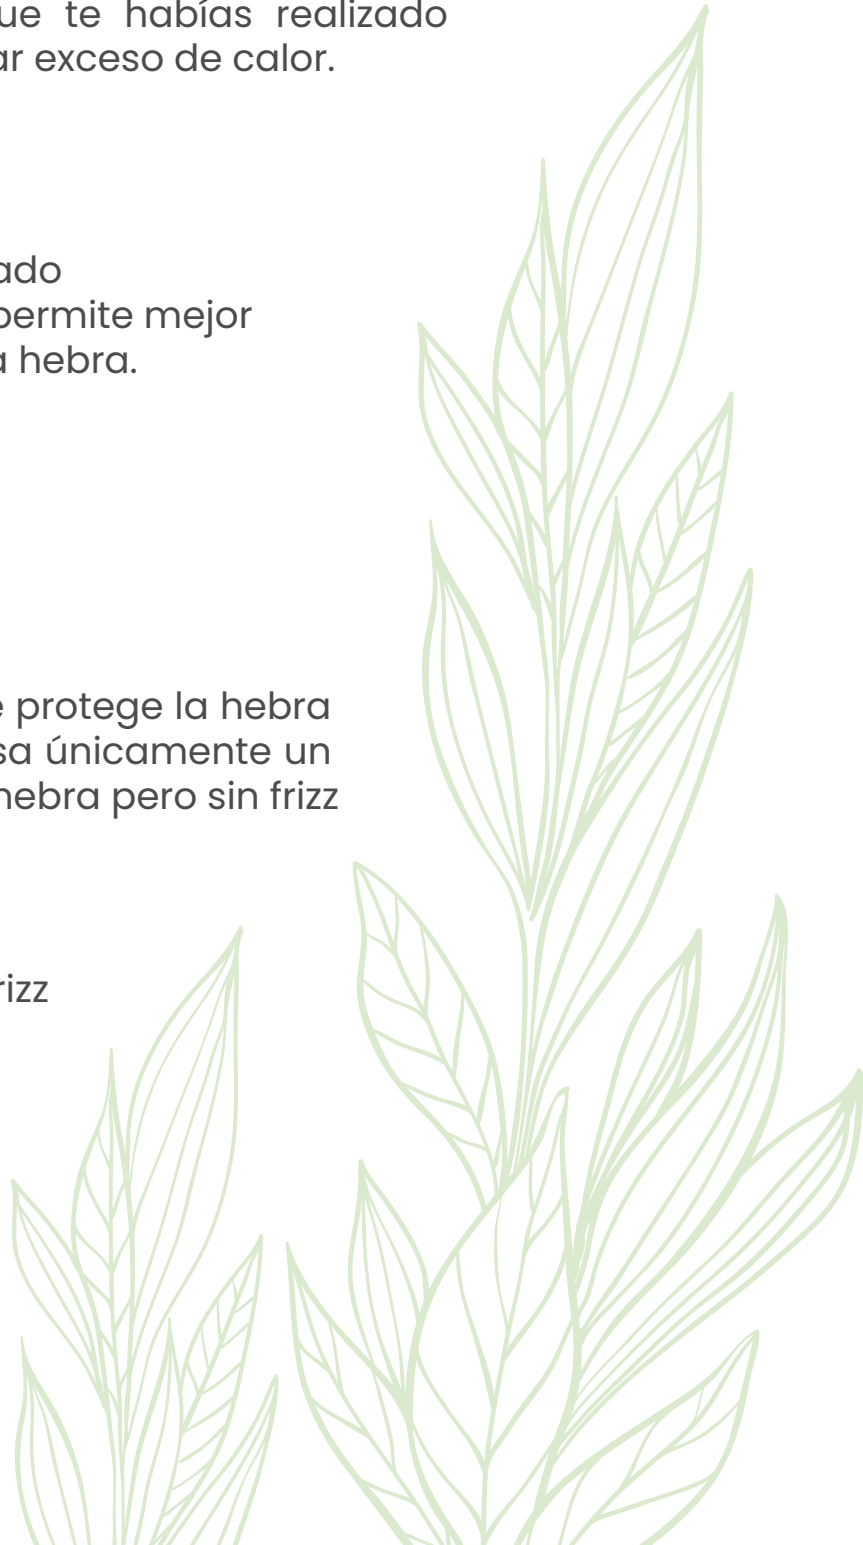 ue te habías realizado
ar exceso de calor.
ado
permite mejor
a hebra.
e protege la hebra
sa únicamente un
hebra pero sin frizz
rizz